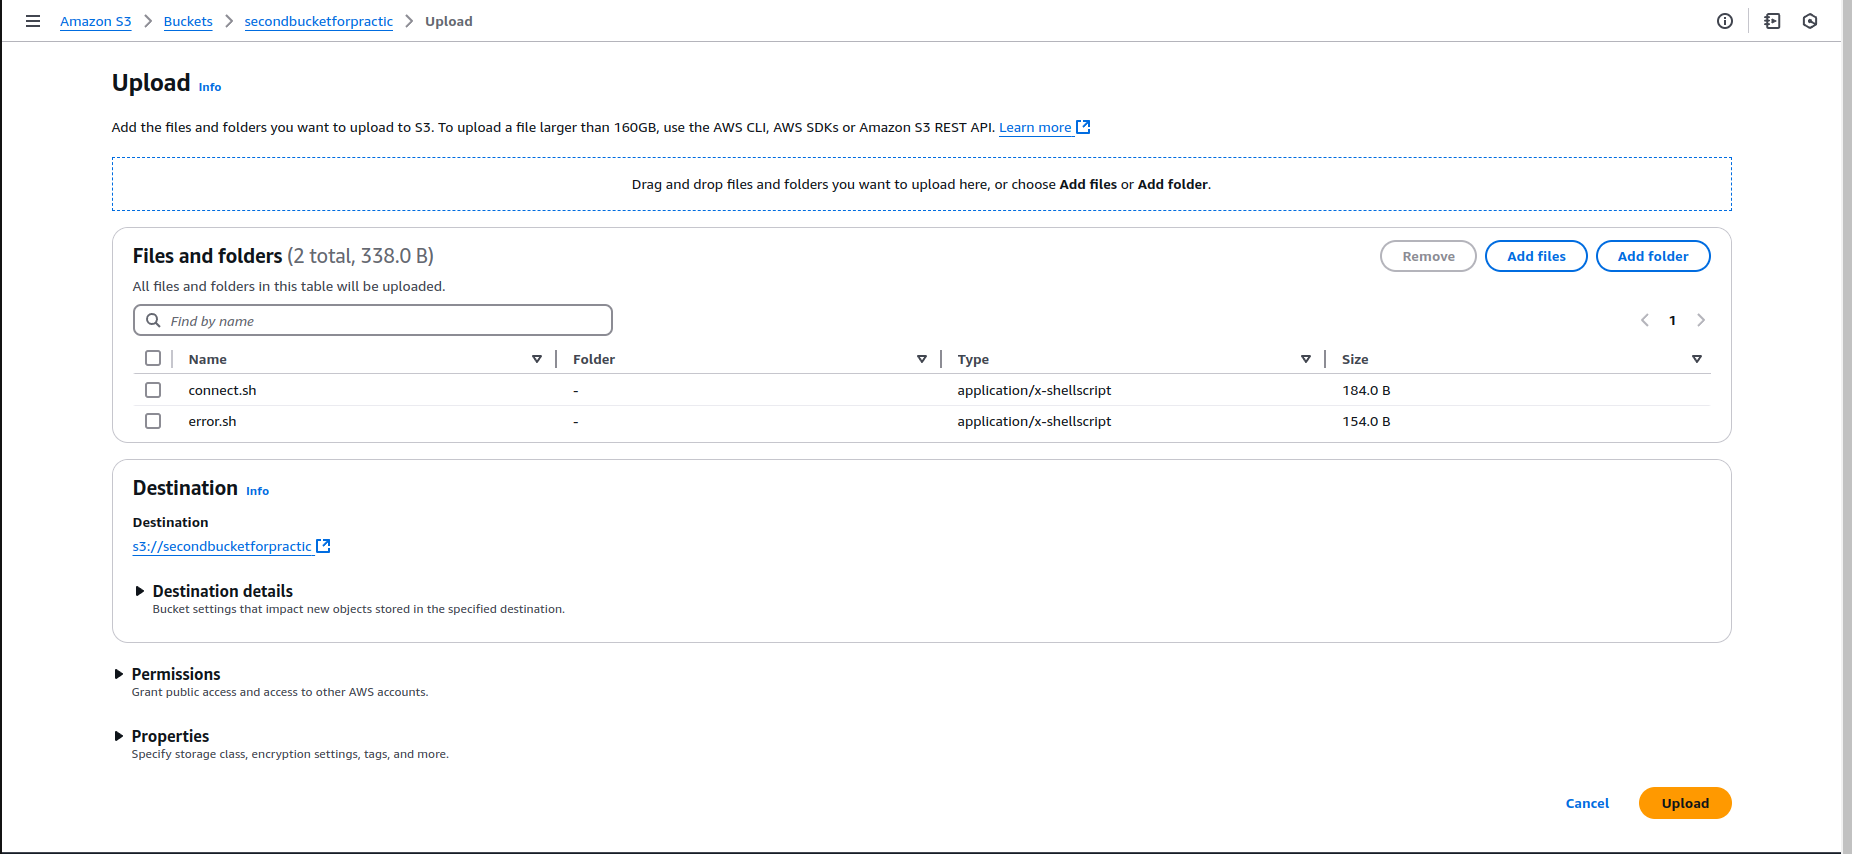 Amazon S3 > Buckets > secondbucketforpractic > Upload
Upload Info
Add the files and folders you want to upload to S3. To upload a file larger than 160GB, use the AWS CLI, AWS SDKs or Amazon S3 REST API. Learn more
Drag and drop files and folders you want to upload here, or choose Add files or Add folder.
Files and folders (2 total, 338.0 B)
Remove Add files Add folder
All files and folders in this table will be uploaded.
Find by name
1
Name Folder Type Size
connect.sh - application/x-shellscript 184.0 B
error.sh - application/x-shellscript 154.0 B
Destination Info
Destination
s3://secondbucketforpractic
Destination details
Bucket settings that impact new objects stored in the specified destination.
Permissions
Grant public access and access to other AWS accounts.
Properties
Specify storage class, encryption settings, tags, and more.
Cancel Upload